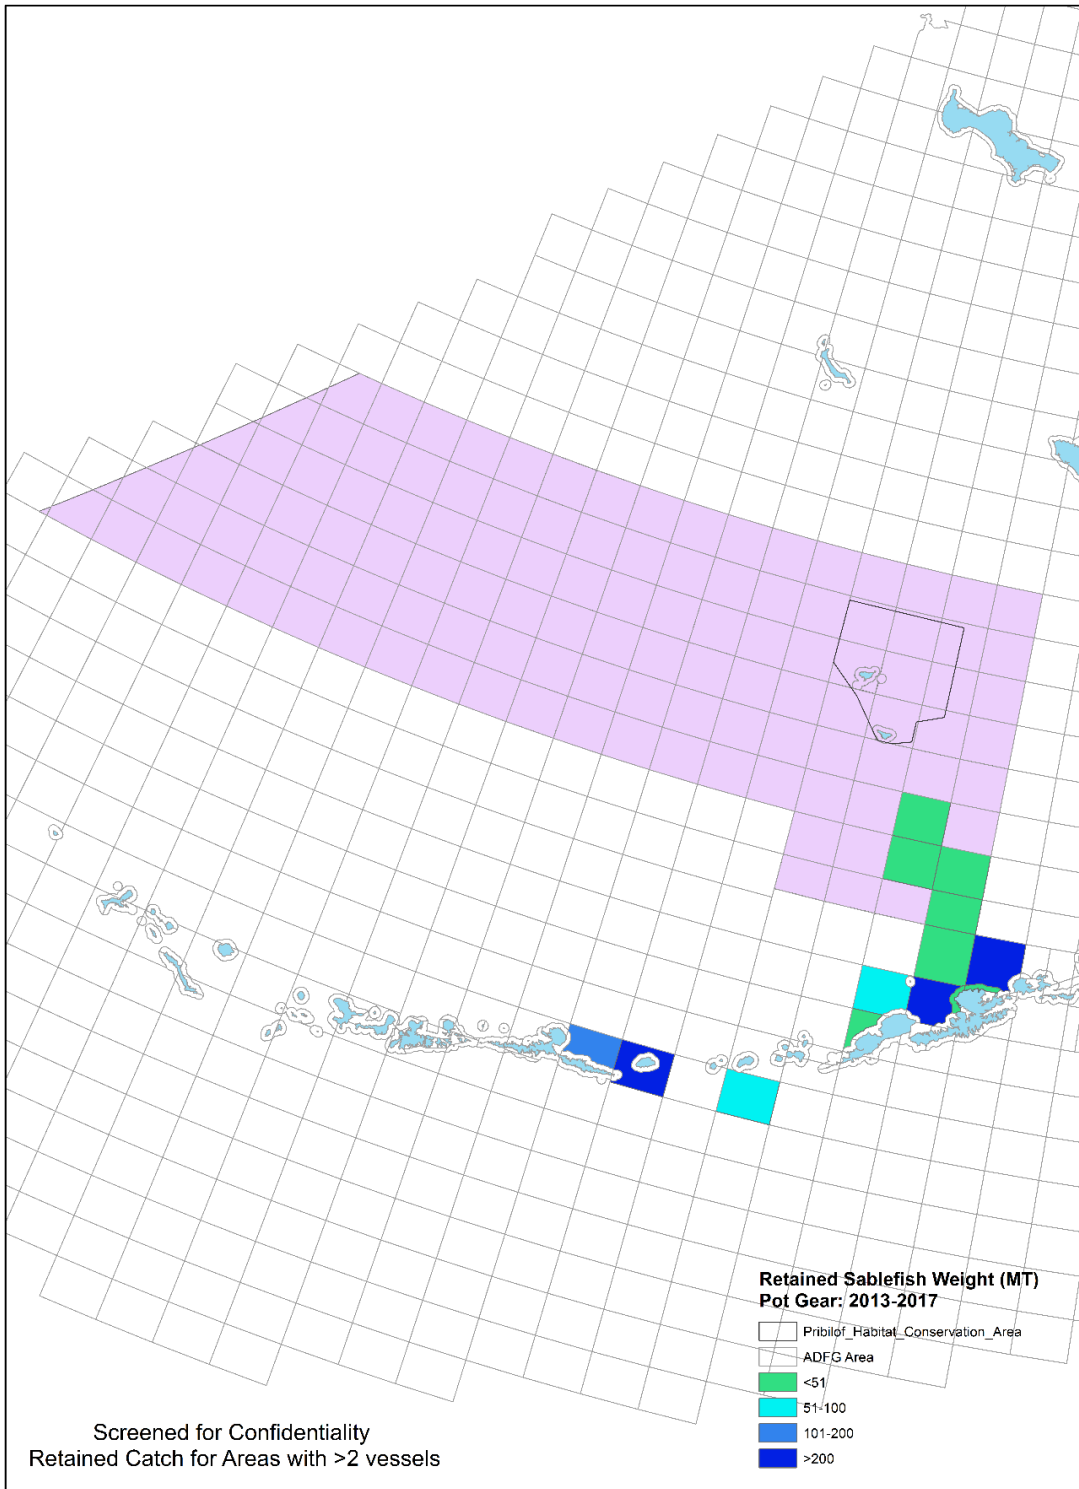 Retained Sablefish Weight (MT)
Pot Gear: 2013-2017
Pribilof_Habitat_Conservation_Area
ADFG Area
<51
51-100
101-200
>200
Screened for Confidentiality
Retained Catch for Areas with >2 vessels